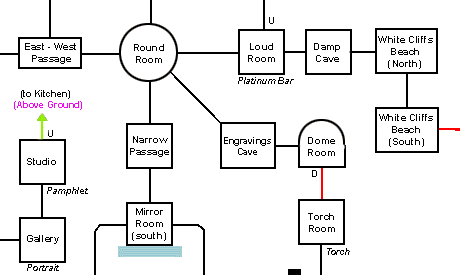 U
East - West
Passage
Round
Room
Loud
Room
Platinum Bar
Damp
Cave
White Cliffs
Beach
(North)
(to Kitchen)
(Above Ground)
U
Studio
Pamphlet
Narrow
Passage
Engravings
Cave
Dome
Room
D
White Cliffs
Beach
(South)
Mirror
Room
(south)
Torch
Room
Torch
Gallery
Portrait